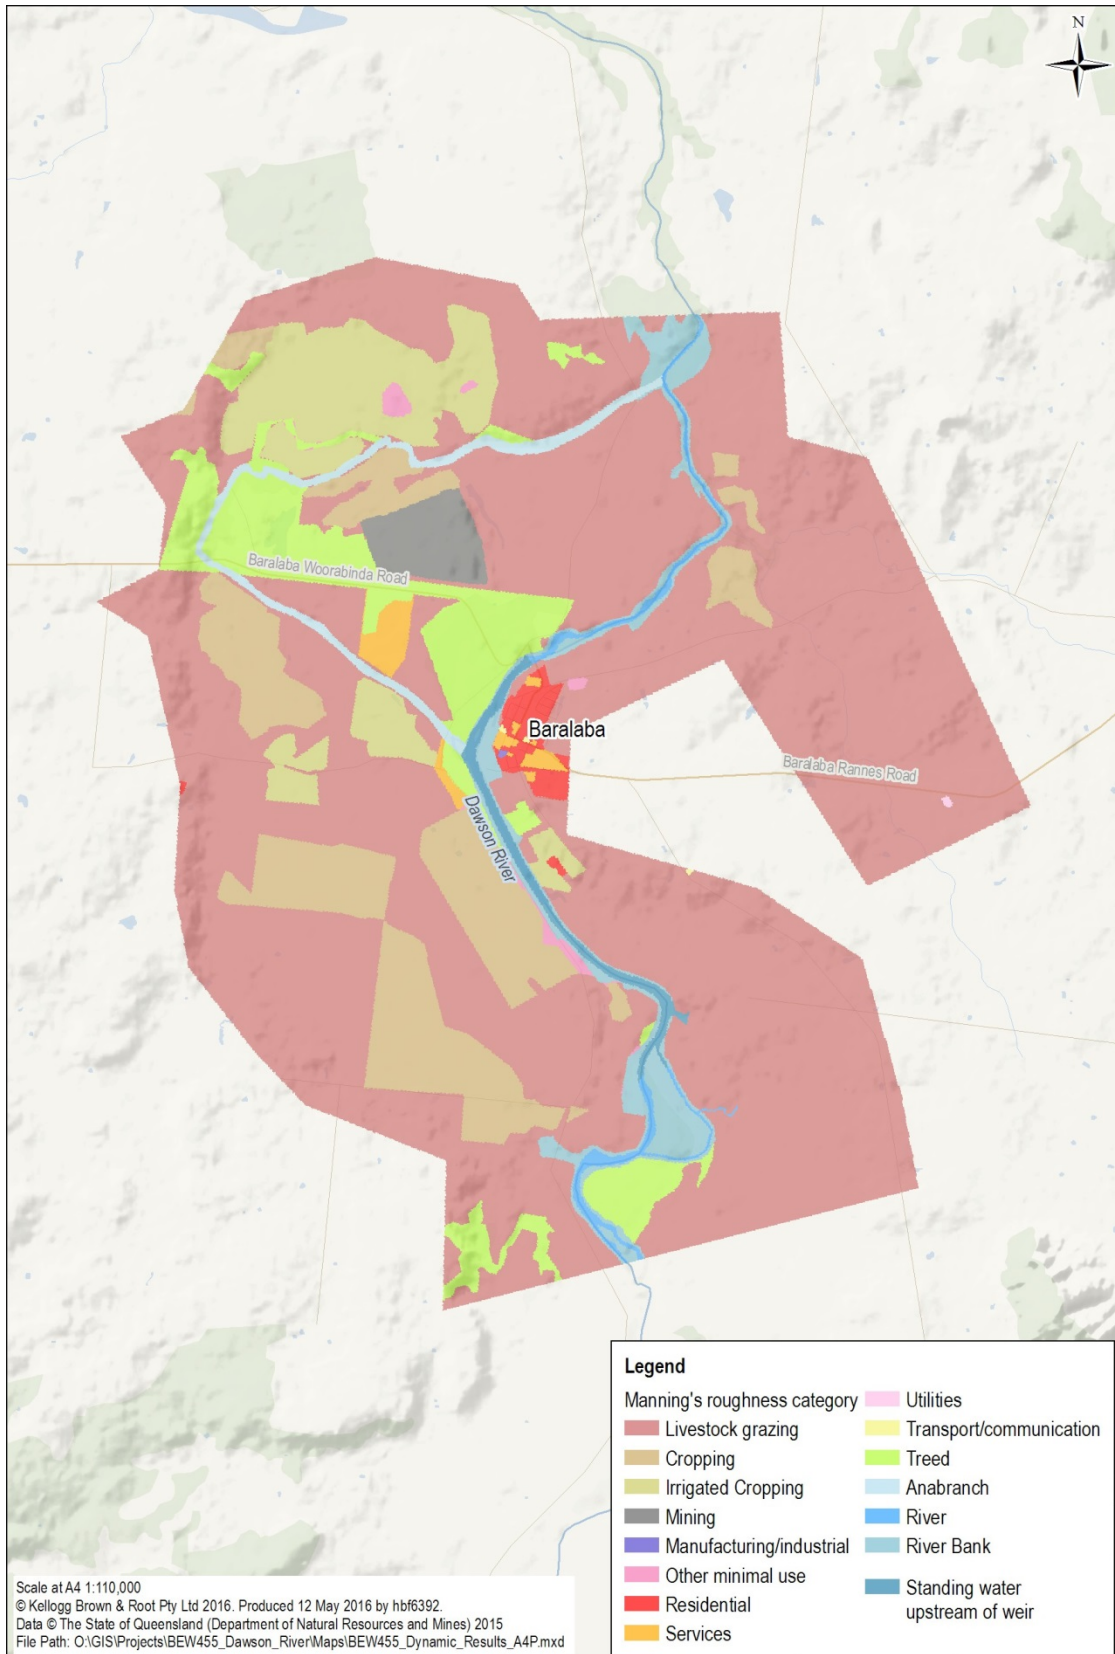 N
Baralaba Woorabinda Road
Baralaba
Baralaba Rannes Road
Dawson River
Legend
Manning's roughness category
Livestock grazing
Cropping
Irrigated Cropping
Mining
Manufacturing/industrial
Other minimal use
Residential
Services
Utilities
Transport/communication
Treed
Anabranch
River
River Bank
Standing water
upstream of weir
Scale at A4 1:110,000
© Kellogg Brown & Root Pty Ltd 2016. Produced 12 May 2016 by hbf6392.
Data © The State of Queensland (Department of Natural Resources and Mines) 2015
File Path: O:\GIS\Projects\BEW455_Dawson_River\Maps\BEW455_Dynamic_Results_A4P.mxd